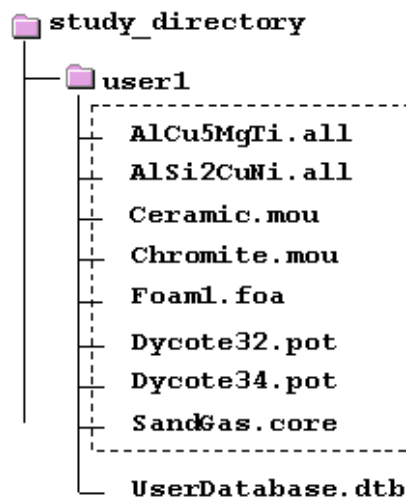 study_directory
user1
AlCu5MgTi.all
AlSi2CuNi.all
Ceramic.mou
Chromite.mou
Foam1.foa
Dycote32.pot
Dycote34.pot
SandGas.core
UserDatabase.dtb